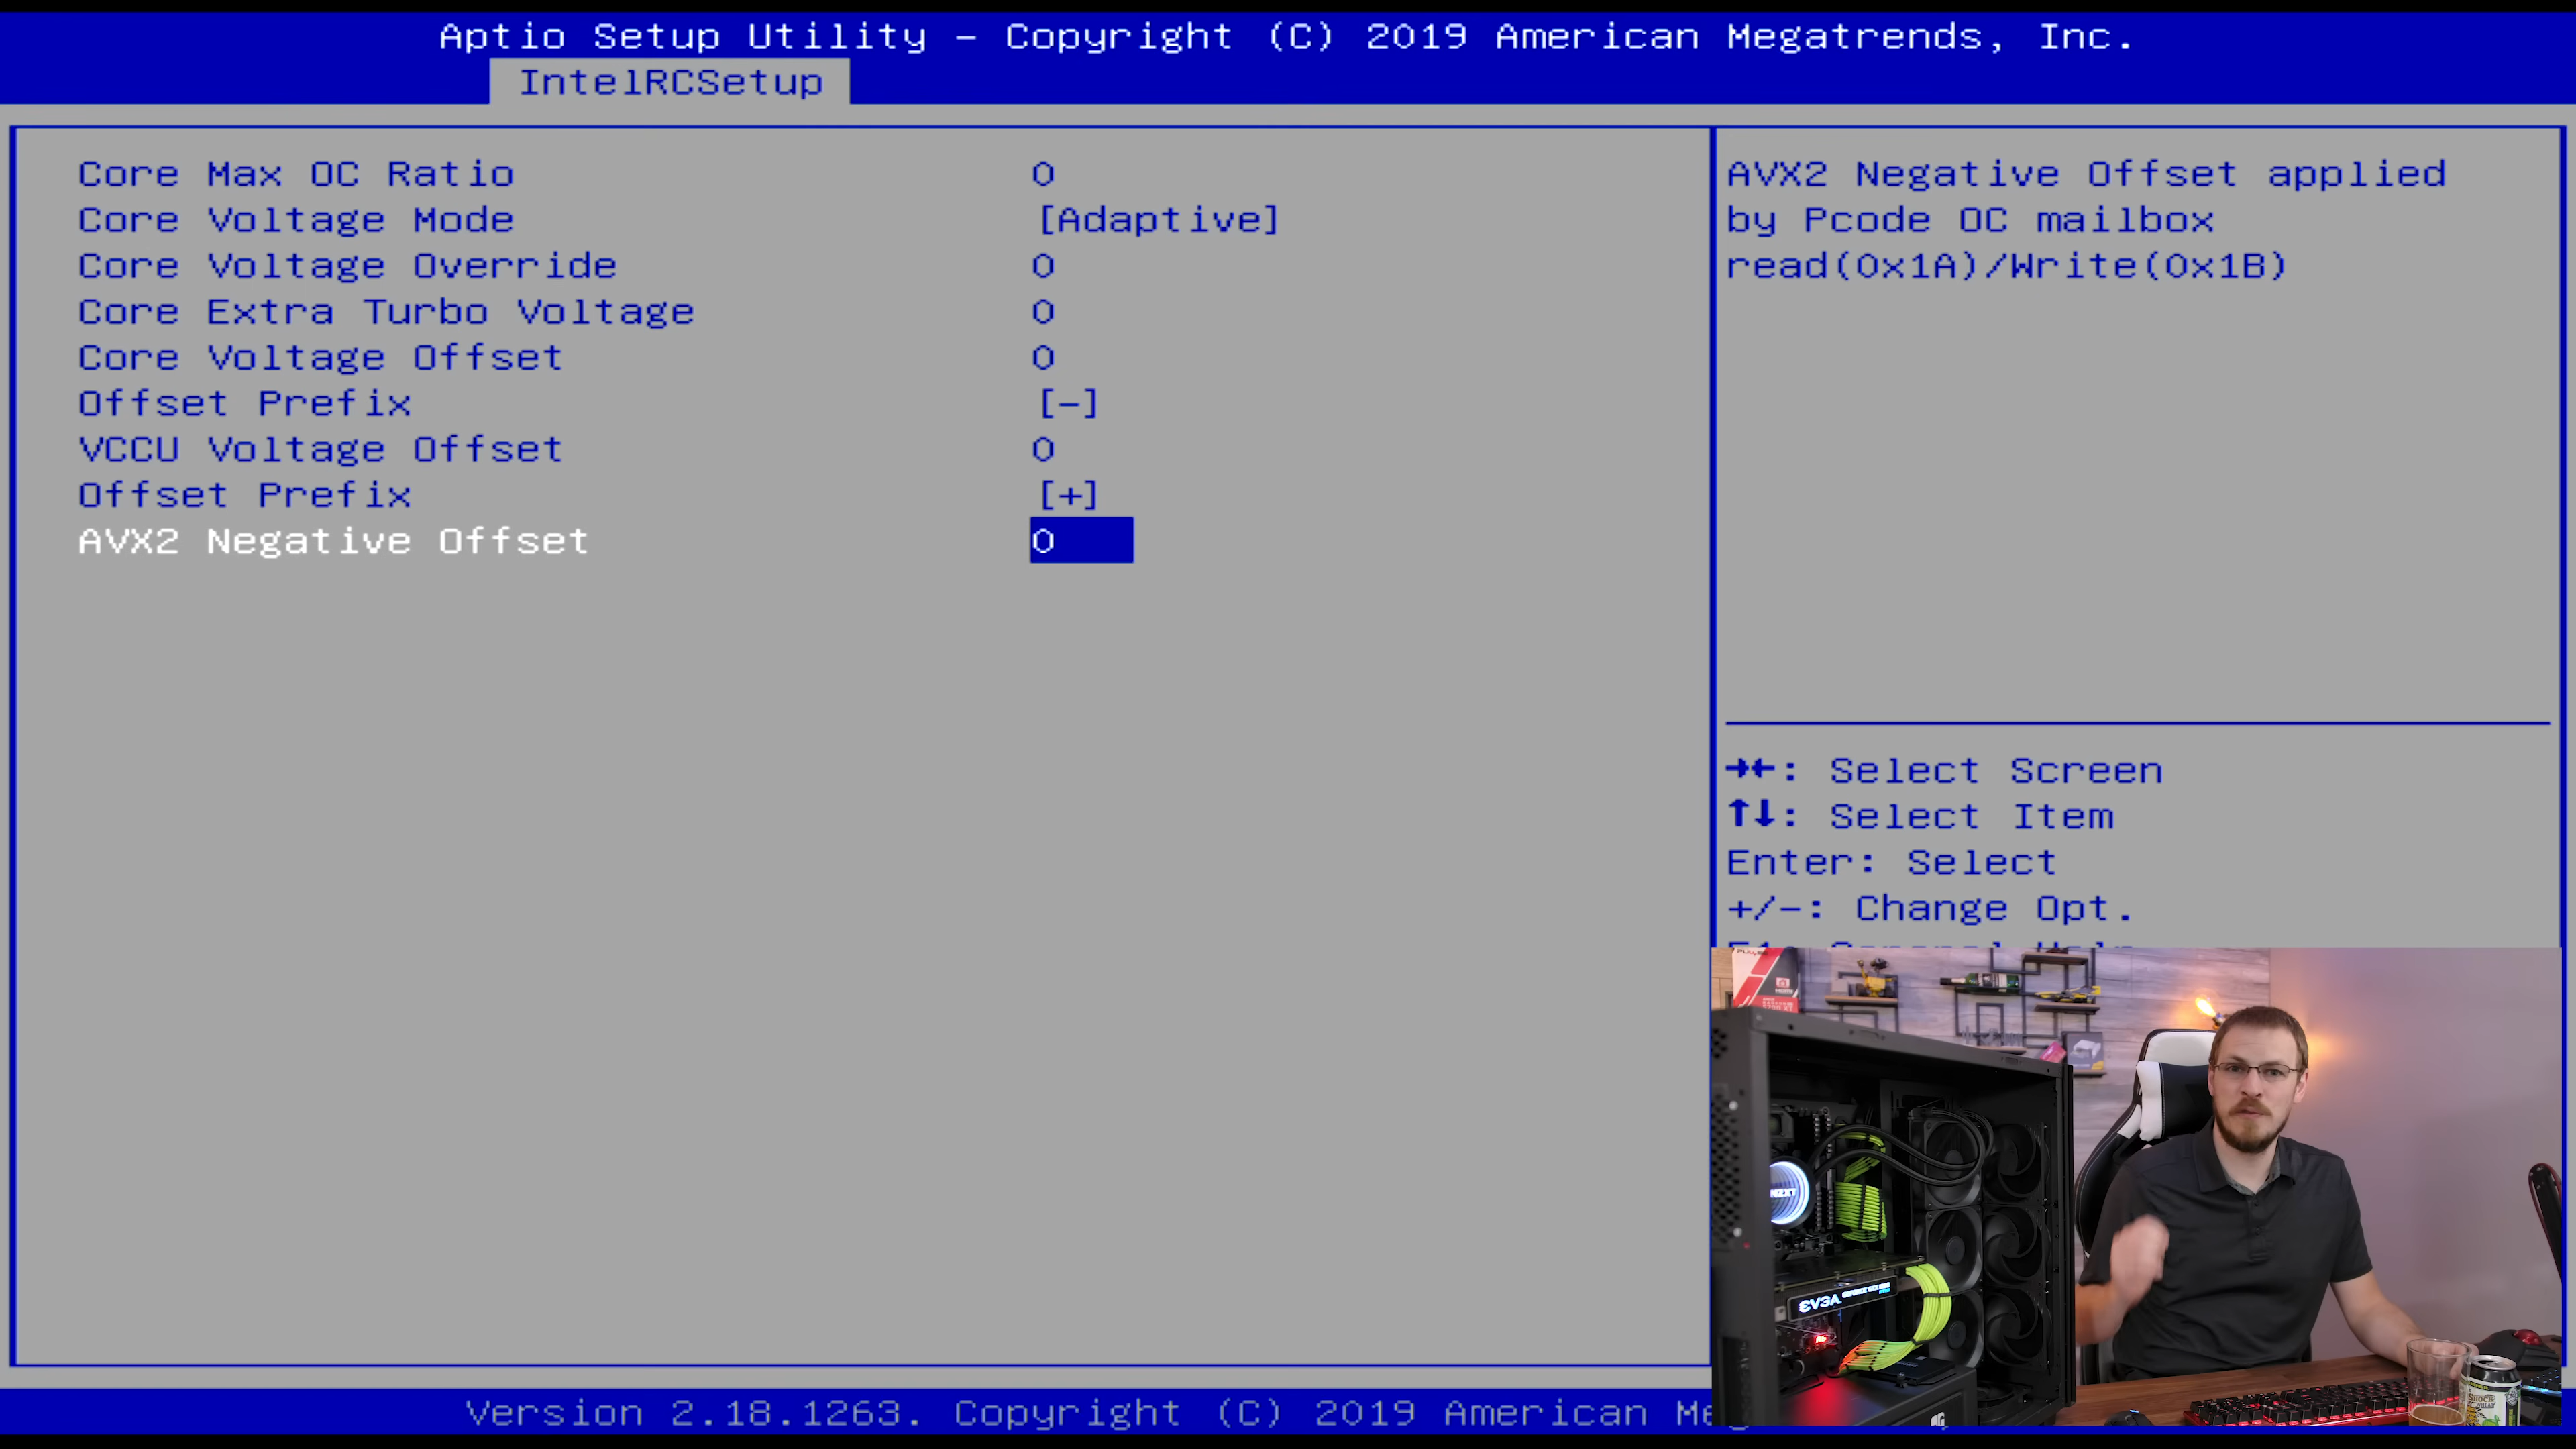 Aptio Setup Utility - Copyright (C) 2019 American Megatrends, Inc.
IntelRCSetup
Core Max OC Ratio 0
Core Voltage Mode [Adaptive]
Core Voltage Override 0
Core Extra Turbo Voltage 0
Core Voltage Offset 0
Offset Prefix [-]
VCCU Voltage Offset 0
Offset Prefix [+]
AVX2 Negative Offset 0
AVX2 Negative Offset applied
by Pcode OC mailbox
read(0x1A)/Write(0x1B)
→←: Select Screen
↑↓: Select Item
Enter: Select
+/-: Change Opt.
NZXT
EVGA
Version 2.18.1263. Copyright (C) 2019 American